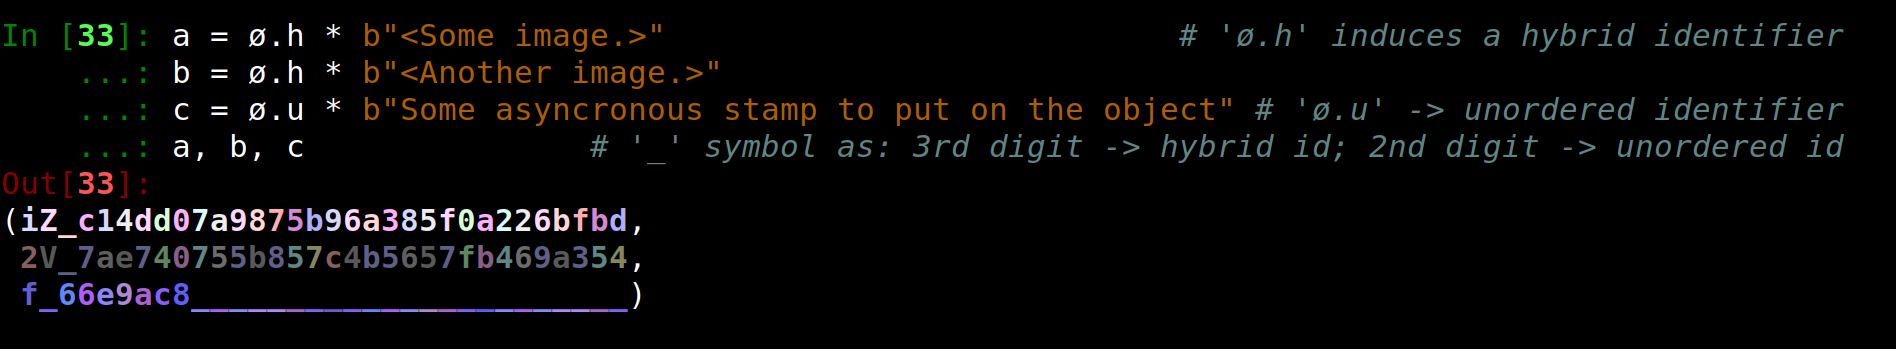 In [33]: a = ø.h * b"<Some image.>"                           # 'ø.h' induces a hybrid identifier
    ...: b = ø.h * b"<Another image.>"
    ...: c = ø.u * b"Some asyncronous stamp to put on the object" # 'ø.u' -> unordered identifier
    ...: a, b, c               # '_' symbol as: 3rd digit -> hybrid id; 2nd digit -> unordered id
Out[33]:
(iZ_c14dd07a9875b96a385f0a226bfbd,
 2V_7ae740755b857c4b5657fb469a354,
 f_66e9ac8_______________________)